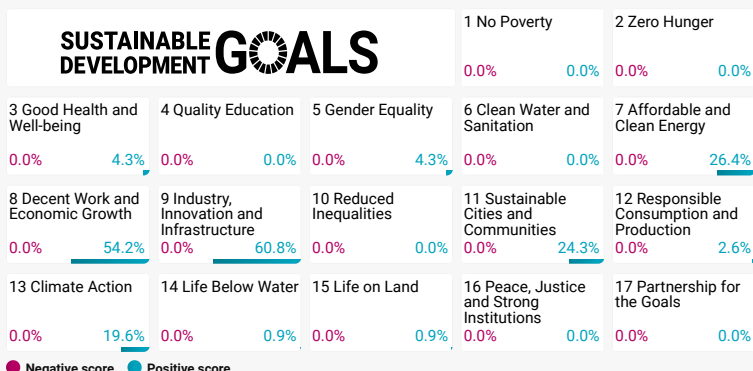 SUSTAINABLE
DEVELOPMENT
GOALS
1 No Poverty
0.0% 0.0%
2 Zero Hunger
0.0% 0.0%
3 Good Health and
Well-being
0.0% 4.3%
4 Quality Education
0.0% 0.0%
5 Gender Equality
0.0% 4.3%
6 Clean Water and
Sanitation
0.0% 0.0%
7 Affordable and
Clean Energy
0.0% 26.4%
8 Decent Work and
Economic Growth
0.0% 54.2%
9 Industry,
Innovation and
Infrastructure
0.0% 60.8%
10 Reduced
Inequalities
0.0% 0.0%
11 Sustainable
Cities and
Communities
0.0% 24.3%
12 Responsible
Consumption and
Production
0.0% 2.6%
13 Climate Action
0.0% 19.6%
14 Life Below Water
0.0% 0.9%
15 Life on Land
0.0% 0.9%
16 Peace, Justice
and Strong
Institutions
0.0% 0.0%
17 Partnership for
the Goals
0.0% 0.0%
Negative score Positive score